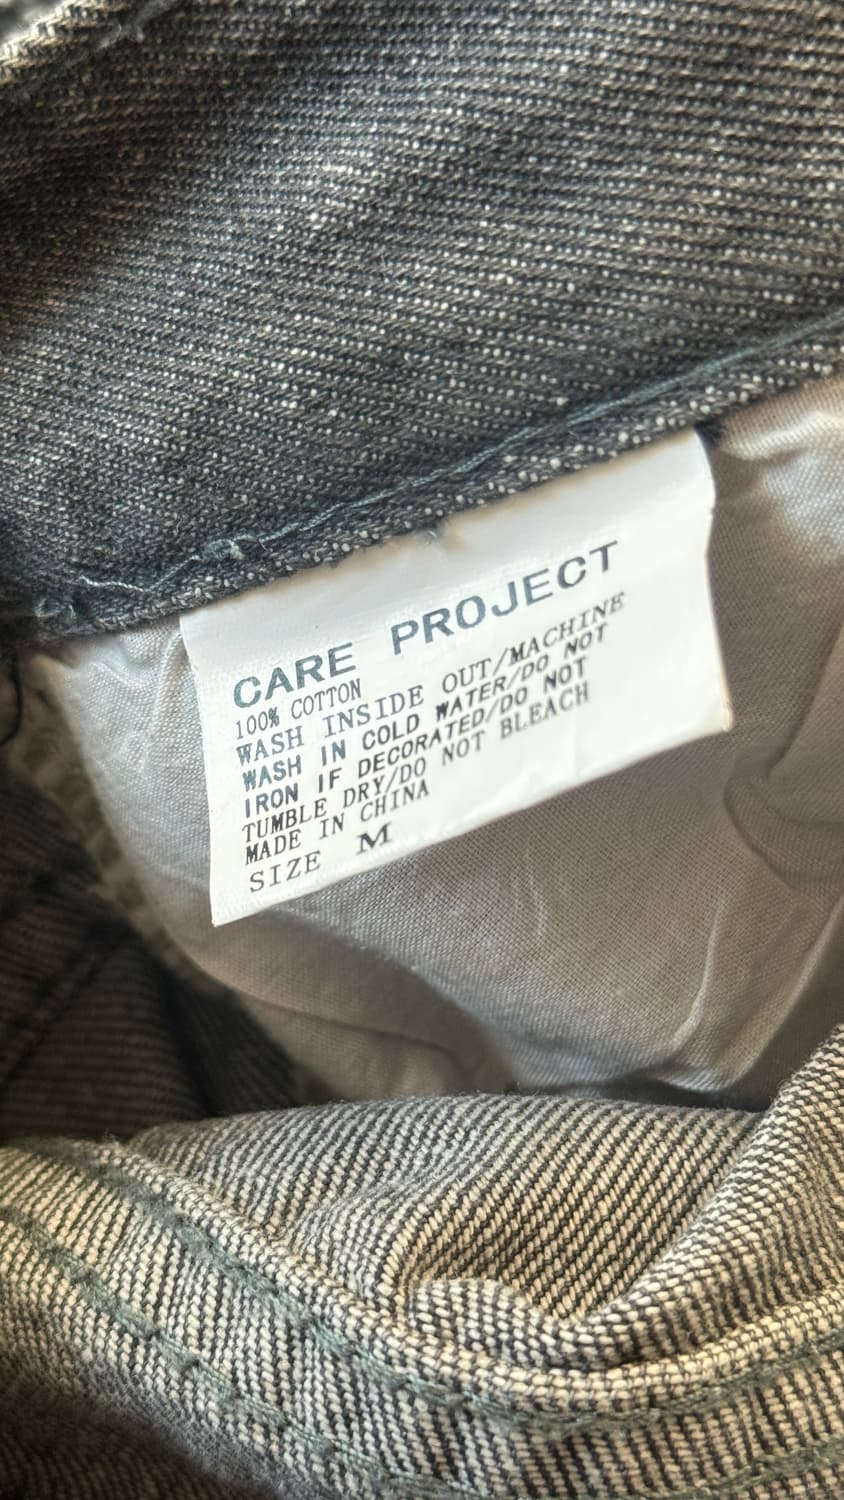 CARE PROJECT
100% COTTON
WASH INSIDE OUT/MACHINE
WASH IN COLD WATER/DO NOT
IRON IF DECORATED/DO NOT
TUMBLE DRY/DO NOT BLEACH
MADE IN CHINA
SIZE M